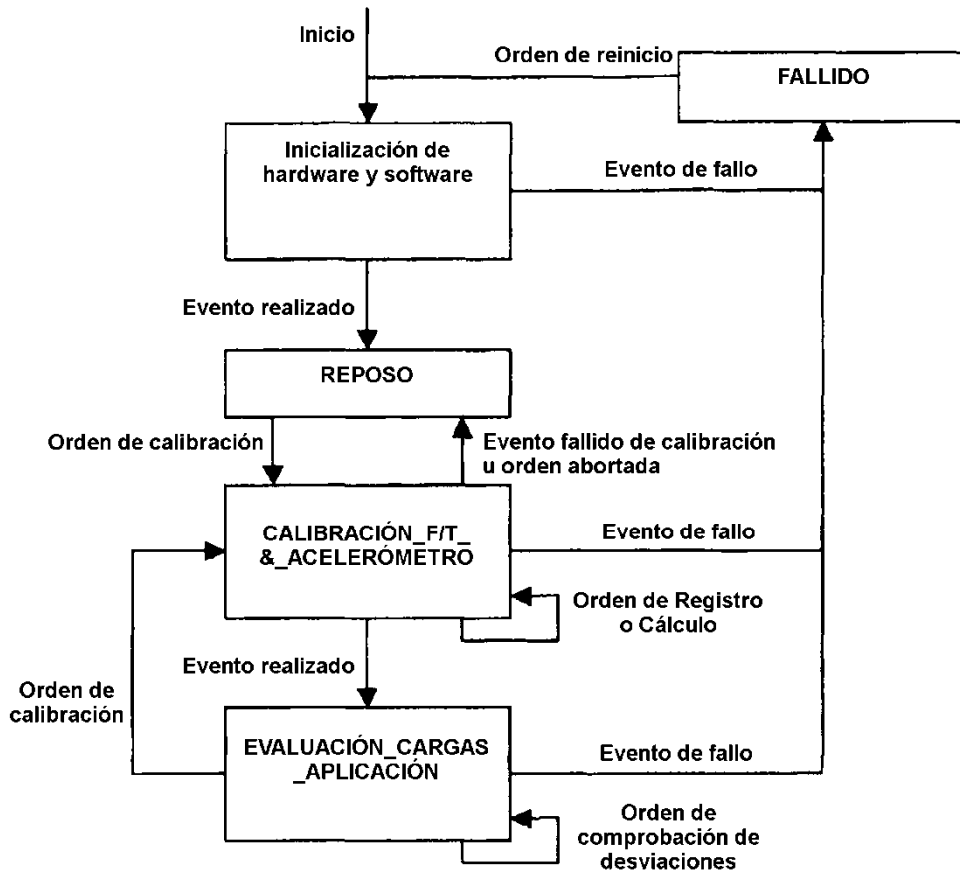 Inicio
Orden de reinicio
FALLIDO
Inicialización de
hardware y software
Evento de fallo
Evento realizado
REPOSO
Orden de calibración
Evento fallido de calibración
u orden abortada
CALIBRACIÓN_F/T_
&_ACELERÓMETRO
Evento de fallo
Orden de Registro
o Cálculo
Evento realizado
Orden de
calibración
EVALUACIÓN_CARGAS
_APLICACIÓN
Evento de fallo
Orden de
comprobación de
desviaciones